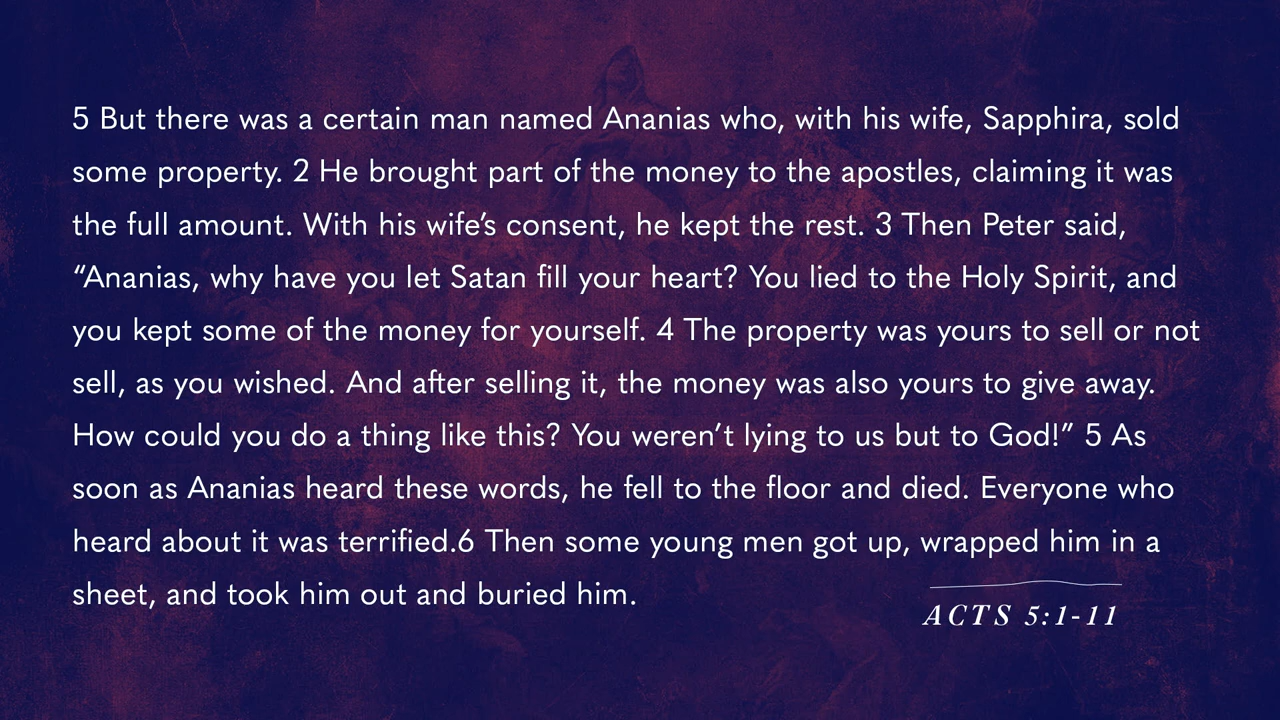 5 But there was a certain man named Ananias who, with his wife, Sapphira, sold
some property. 2 He brought part of the money to the apostles, claiming it was
the full amount. With his wife’s consent, he kept the rest. 3 Then Peter said,
“Ananias, why have you let Satan fill your heart? You lied to the Holy Spirit, and
you kept some of the money for yourself. 4 The property was yours to sell or not
sell, as you wished. And after selling it, the money was also yours to give away.
How could you do a thing like this? You weren’t lying to us but to God!” 5 As
soon as Ananias heard these words, he fell to the floor and died. Everyone who
heard about it was terrified.6 Then some young men got up, wrapped him in a
sheet, and took him out and buried him.
ACTS 5:1-11